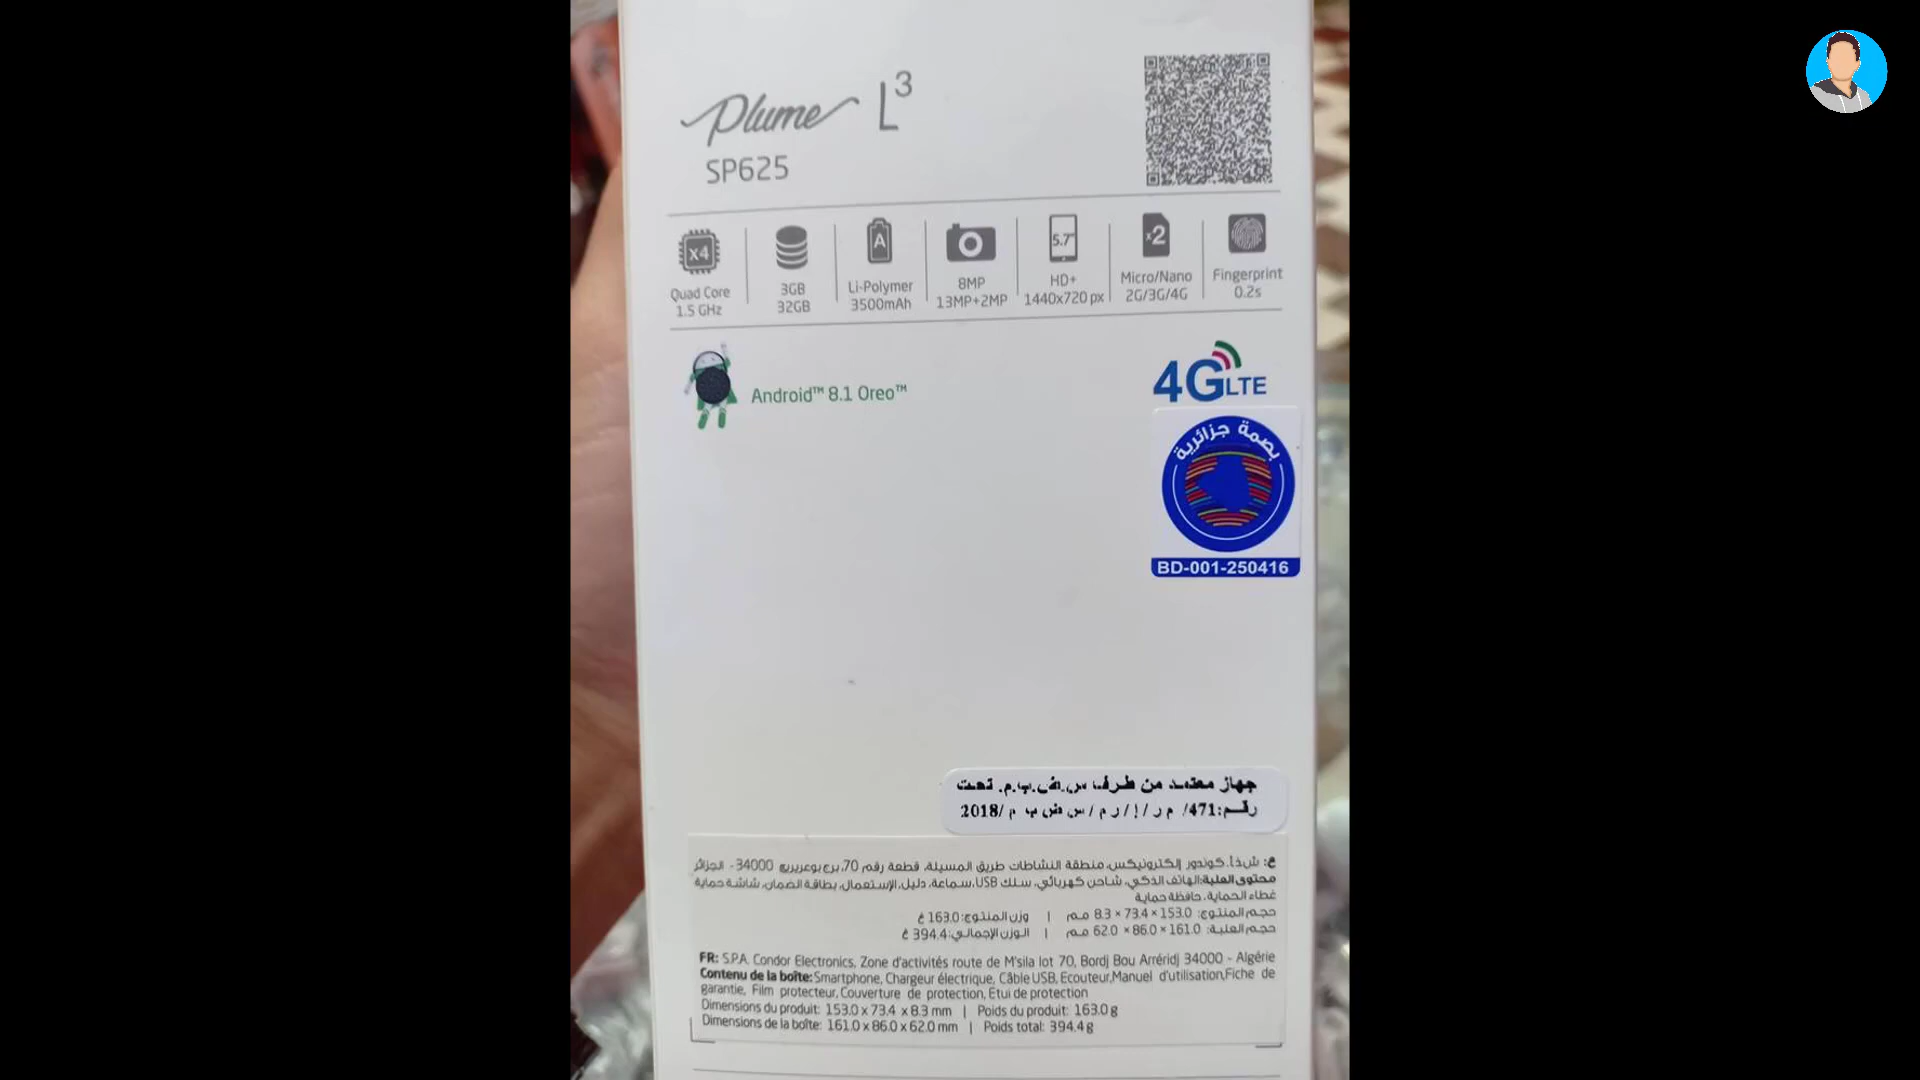 Plume L³
SP625
x4
A
5.7"
x2
Quad Core
1.5 GHz
3GB
32GB
Li-Polymer
3500mAh
8MP
13MP+2MP
HD+
1440x720 px
Micro/Nano
2G/3G/4G
Fingerprint
0.2s
Android™ 8.1 Oreo™
4G LTE
بصمة جزائرية
BD-001-250416
جهاز معتمد من طرف س.ض.ب.م. تحت
رقم:471/ م ر / إ / ر م / س ض ب م /2018
ع: ش.ذ.أ. كوندور إلكترونيكس، منطقة النشاطات طريق المسيلة، قطعة رقم 70، برج بوعريريج 34000 - الجزائر
محتوى العلبة: الهاتف الذكي، شاحن كهربائي، سلك USB، سماعة، دليل الإستعمال، بطاقة الضمان، شاشة حماية
غطاء الحماية، حافظة حماية
حجم المنتوج: 153.0 × 73.4 × 8.3 مم | وزن المنتوج: 163.0 غ
حجم العلبة: 161.0 × 86.0 × 62.0 مم | الوزن الإجمالي: 394.4 غ
FR: S.P.A. Condor Electronics, Zone d'activités route de M'sila lot 70, Bordj Bou Arréridj 34000 - Algérie
Contenu de la boîte: Smartphone, Chargeur électrique, Câble USB, Ecouteur,Manuel d'utilisation,Fiche de
garantie, Film protecteur, Couverture de protection, Etui de protection
Dimensions du produit: 153.0 x 73.4 x 8.3 mm | Poids du produit: 163.0 g
Dimensions de la boîte: 161.0 x 86.0 x 62.0 mm | Poids total: 394.4 g